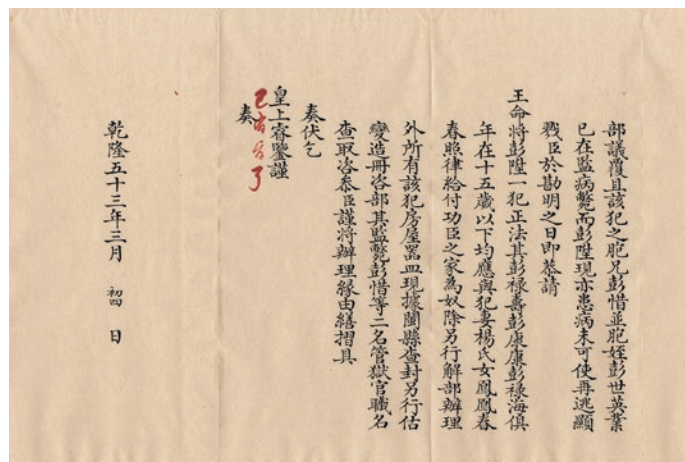 部議覆且該犯之胞兄彭惜並胞姪彭世英業
已在監病斃而彭陞現亦患病未可使再逃顯
戮臣於勘明之日即恭請
王命將彭陞一犯正法其彭祿壽彭康康彭祿海俱
年在十五歲以下均應與犯妻楊氏女鳳鳳春
春照律給付功臣之家為奴除另行解部辦理
外所有該犯房屋器皿現據閩縣查封另行估
變造冊咨部其監斃彭惜等二名管獄官職名
查取咨叅臣謹將辦理緣由繕摺具
奏伏乞
皇上睿鑒謹
奏
已有旨了
乾隆五十三年三月 初四 日